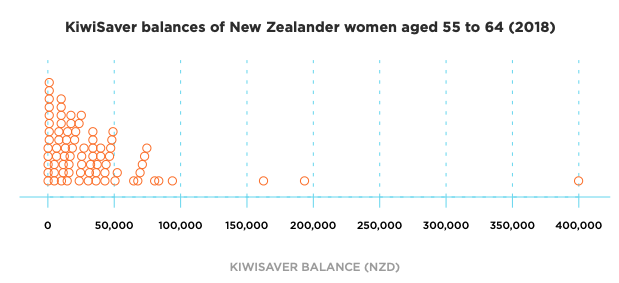 KiwiSaver balances of New Zealander women aged 55 to 64 (2018)
0 50,000 100,000 150,000 200,000 250,000 300,000 350,000 400,000
KIWISAVER BALANCE (NZD)